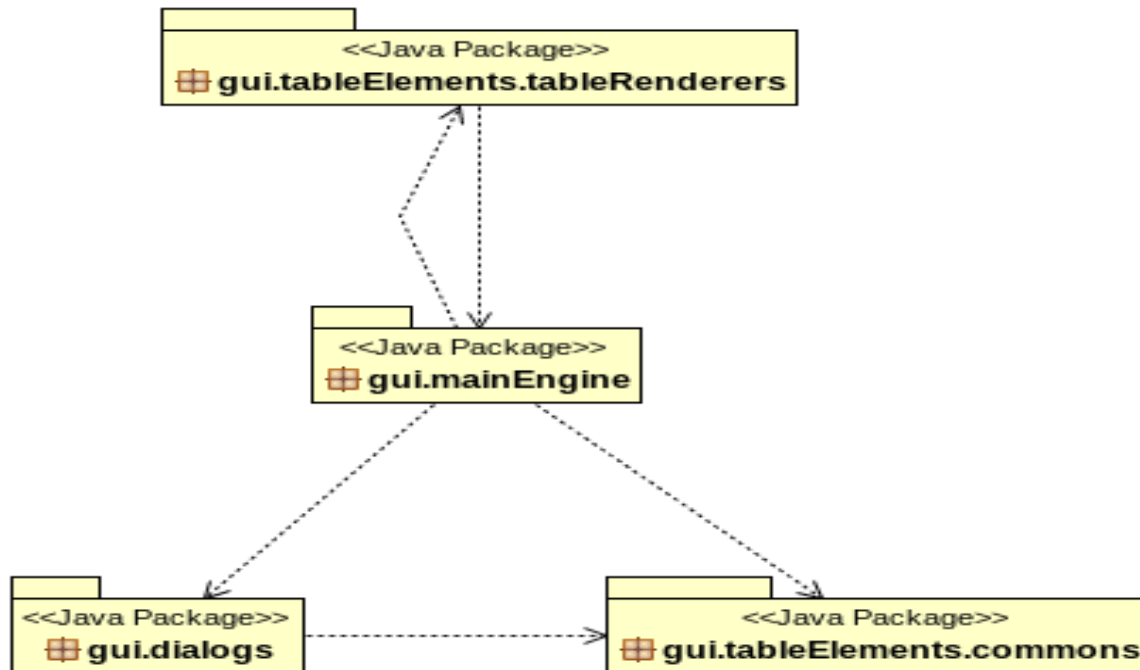 <<Java Package>>
gui.tableElements.tableRenderers
<<Java Package>>
gui.mainEngine
<<Java Package>>
gui.dialogs
<<Java Package>>
gui.tableElements.commons